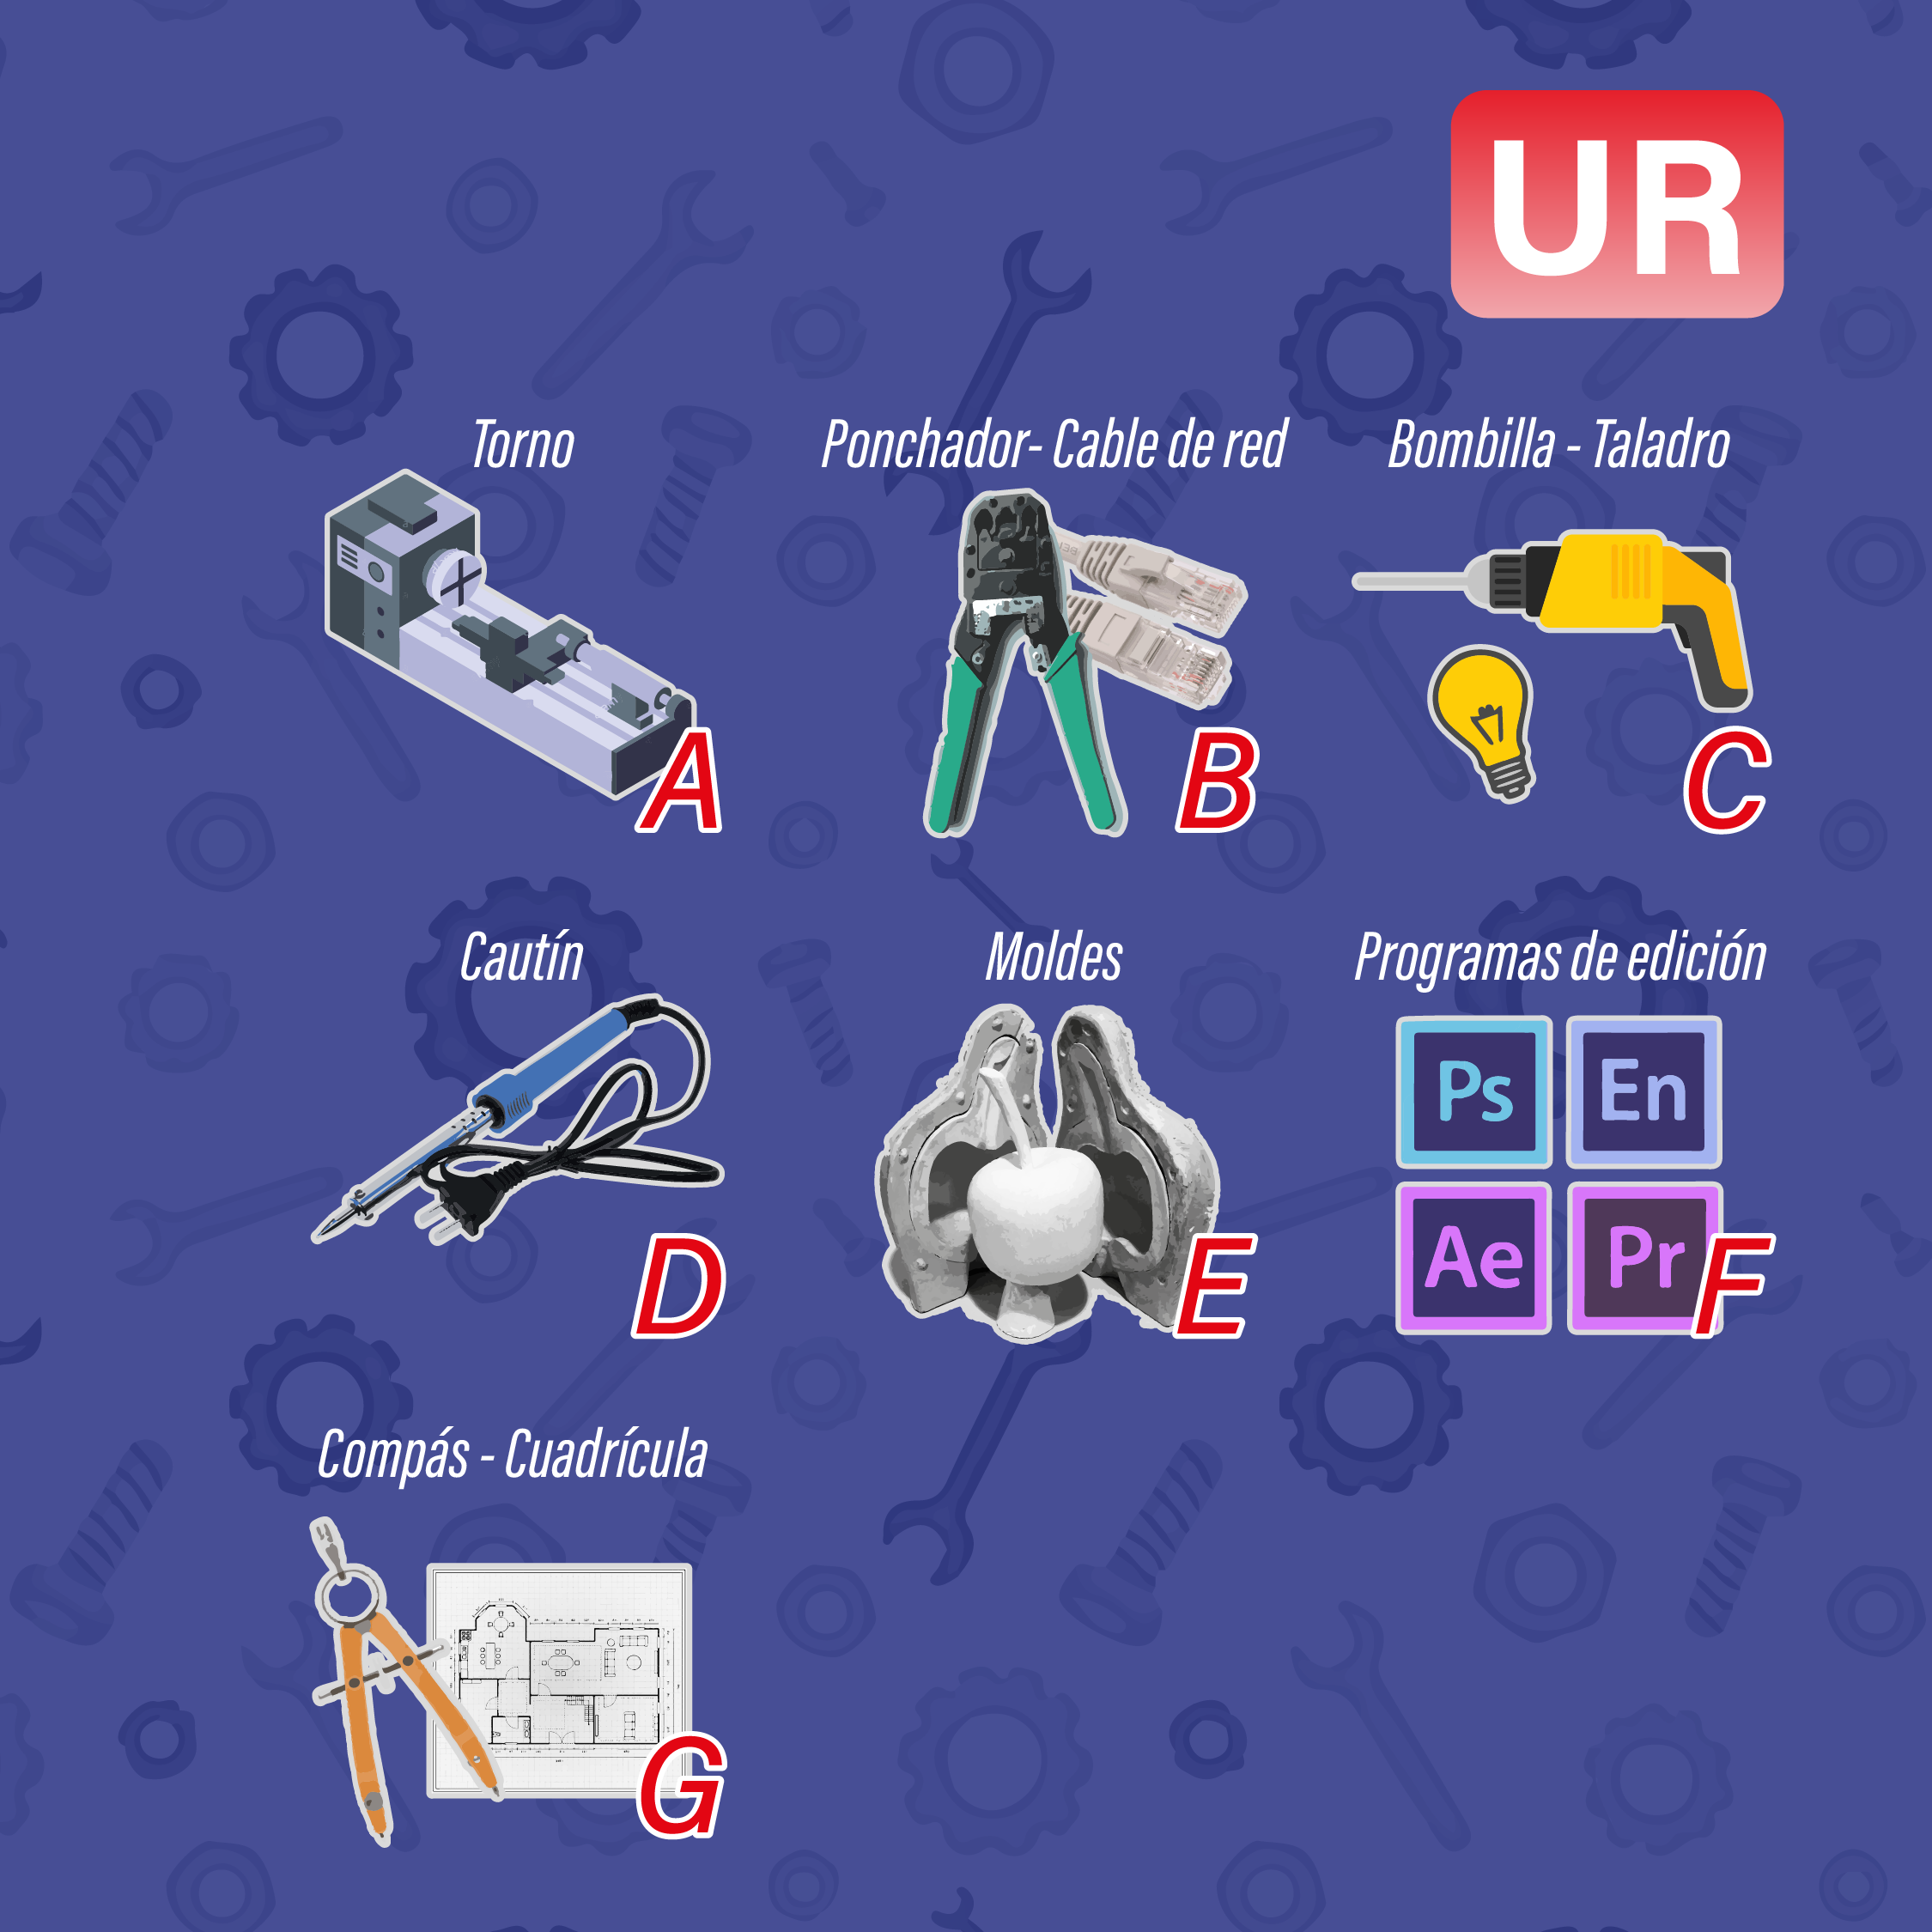 UR
Torno
Ponchador- Cable de red
Bombilla - Taladro
A
B
C
Cautín
Moldes
Programas de edición
Ps
En
Ae
Pr
D
E
F
Compás - Cuadrícula
G